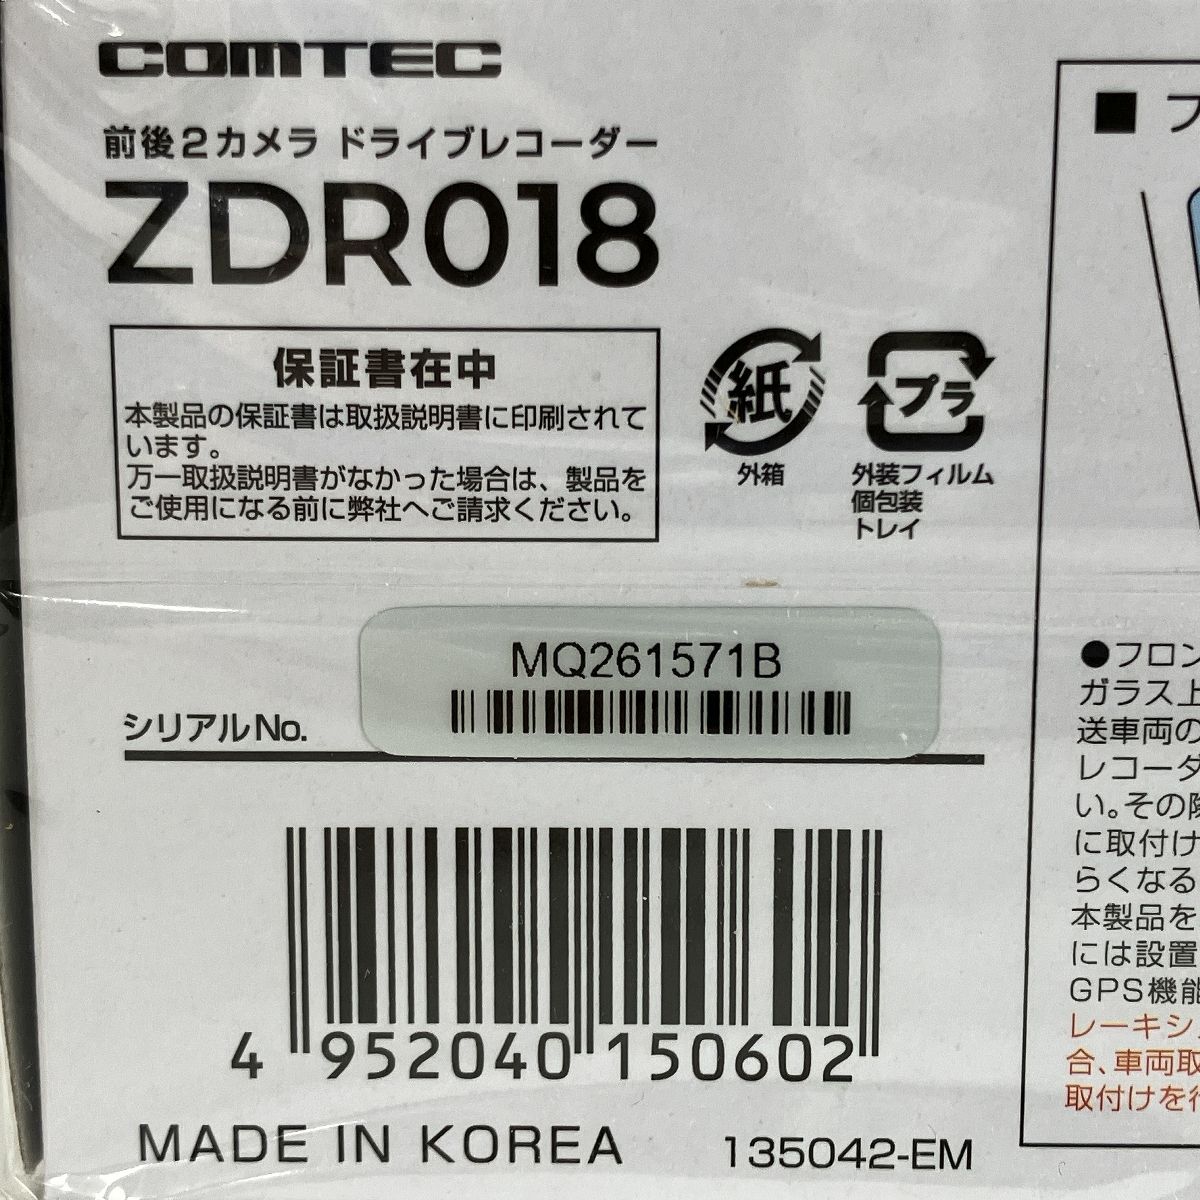 COMTEC
前後2カメラ ドライブレコーダー
ZDR018
保証書在中
本製品の保証書は取扱説明書に印刷されて
います。
万一取扱説明書がなかった場合は、製品を
ご使用になる前に弊社へご請求ください。
紙
外箱
プラ
外装フィルム
個包装
トレイ
MQ261571B
シリアルNo.
4 952040 150602
MADE IN KOREA
135042-EM
■ フ
●フロン
ガラス上
送車両の
レコーダ
い。その際
に取付け
らくなる
本製品を
には設置
GPS機能
レーキシ
合、車両取
取付けを行